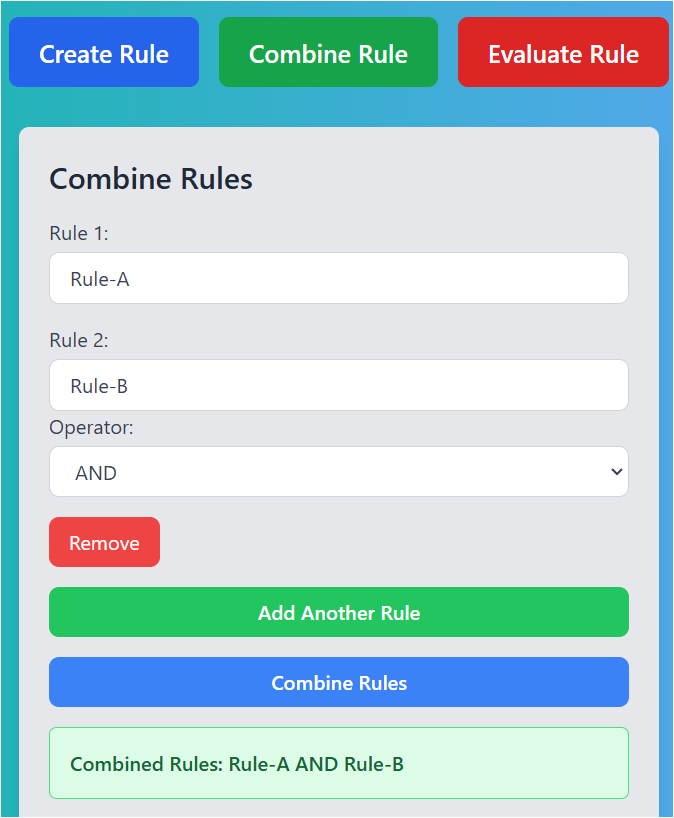 Create Rule Combine Rule Evaluate Rule
Combine Rules
Rule 1:
Rule-A
Rule 2:
Rule-B
Operator:
AND
Remove
Add Another Rule
Combine Rules
Combined Rules: Rule-A AND Rule-B